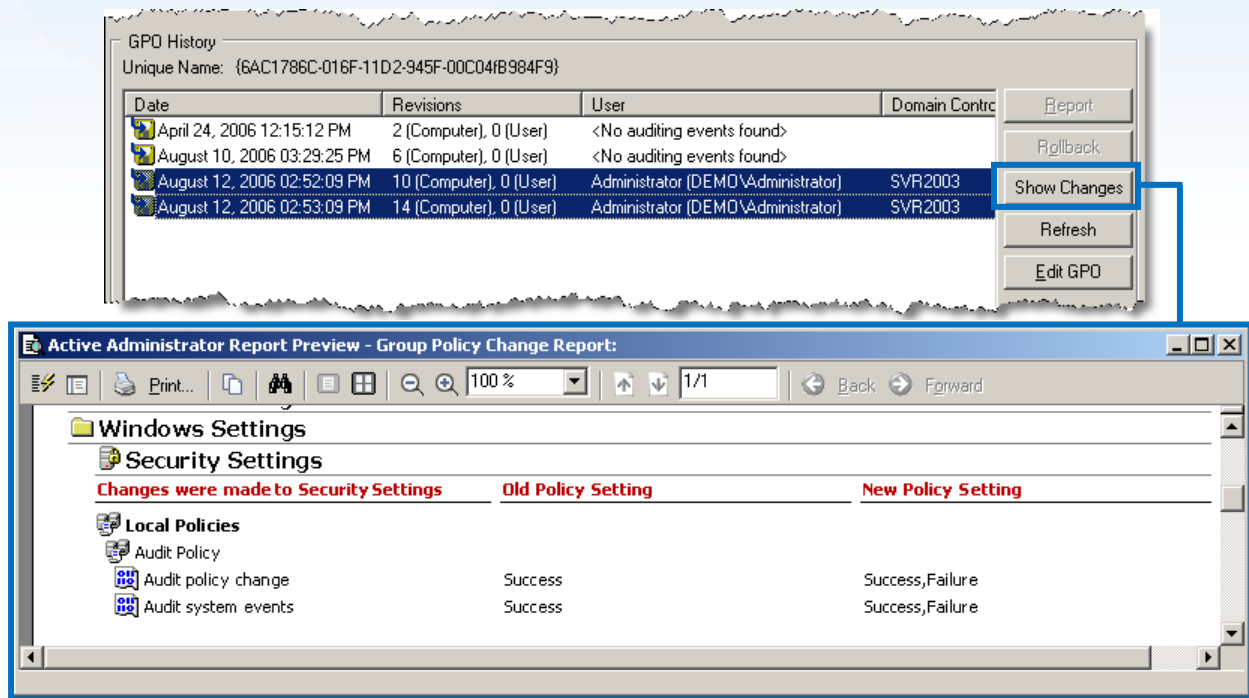 GPO History
Unique Name: {6AC1786C-016F-11D2-945F-00C04fB984F9}
Date Revisions User Domain Contrc
April 24, 2006 12:15:12 PM 2 (Computer), 0 (User) <No auditing events found>
August 10, 2006 03:29:25 PM 6 (Computer), 0 (User) <No auditing events found>
August 12, 2006 02:52:09 PM 10 (Computer), 0 (User) Administrator (DEMO\Administrator) SVR2003
August 12, 2006 02:53:09 PM 14 (Computer), 0 (User) Administrator (DEMO\Administrator) SVR2003
Report
Rollback
Show Changes
Refresh
Edit GPO
Active Administrator Report Preview - Group Policy Change Report:
Print... 100 % 1/1 Back Forward
Windows Settings
Security Settings
Changes were made to Security Settings Old Policy Setting New Policy Setting
Local Policies
Audit Policy
Audit policy change Success Success,Failure
Audit system events Success Success,Failure